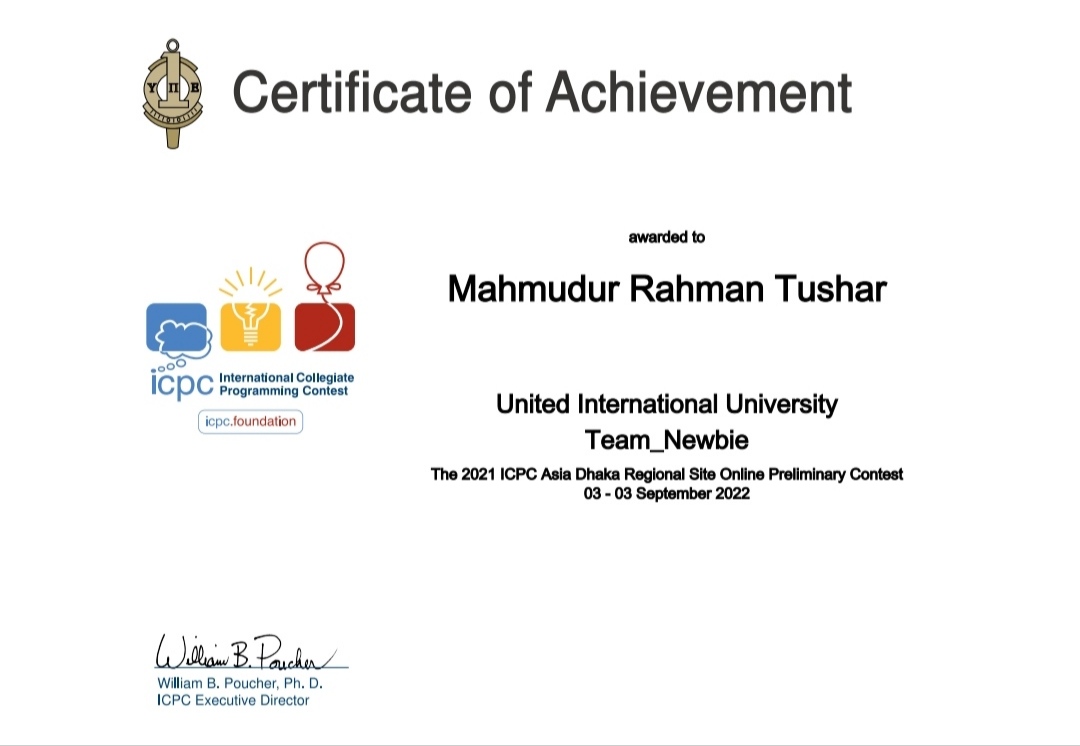 Certificate of Achievement
Υ Π Β
awarded to
Mahmudur Rahman Tushar
icpc International Collegiate
Programming Contest
icpc.foundation
United International University
Team_Newbie
The 2021 ICPC Asia Dhaka Regional Site Online Preliminary Contest
03 - 03 September 2022
William B. Poucher
William B. Poucher, Ph. D.
ICPC Executive Director